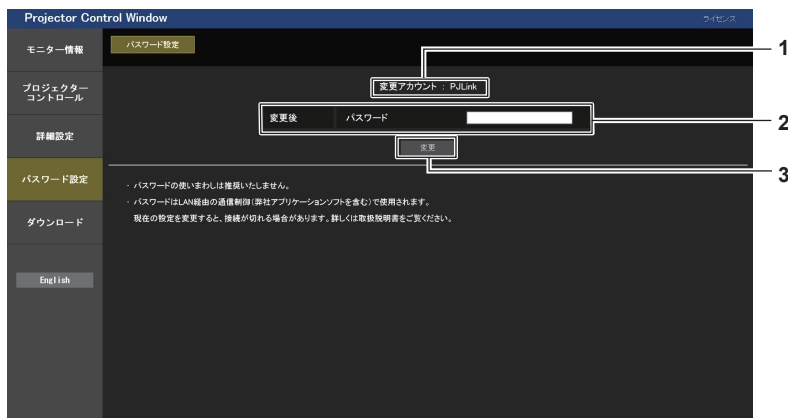 Projector Control Window
ライセンス
モニター情報
パスワード設定
1
変更アカウント : PJLink
プロジェクター
コントロール
変更後 パスワード
2
詳細設定
変更
3
パスワード設定
・パスワードの使いまわしは推奨いたしません。
・パスワードはLAN経由の通信制御(弊社アプリケーションソフトを含む)で使用されます。
現在の設定を変更すると、接続が切れる場合があります。詳しくは取扱説明書をご覧ください。
ダウンロード
English